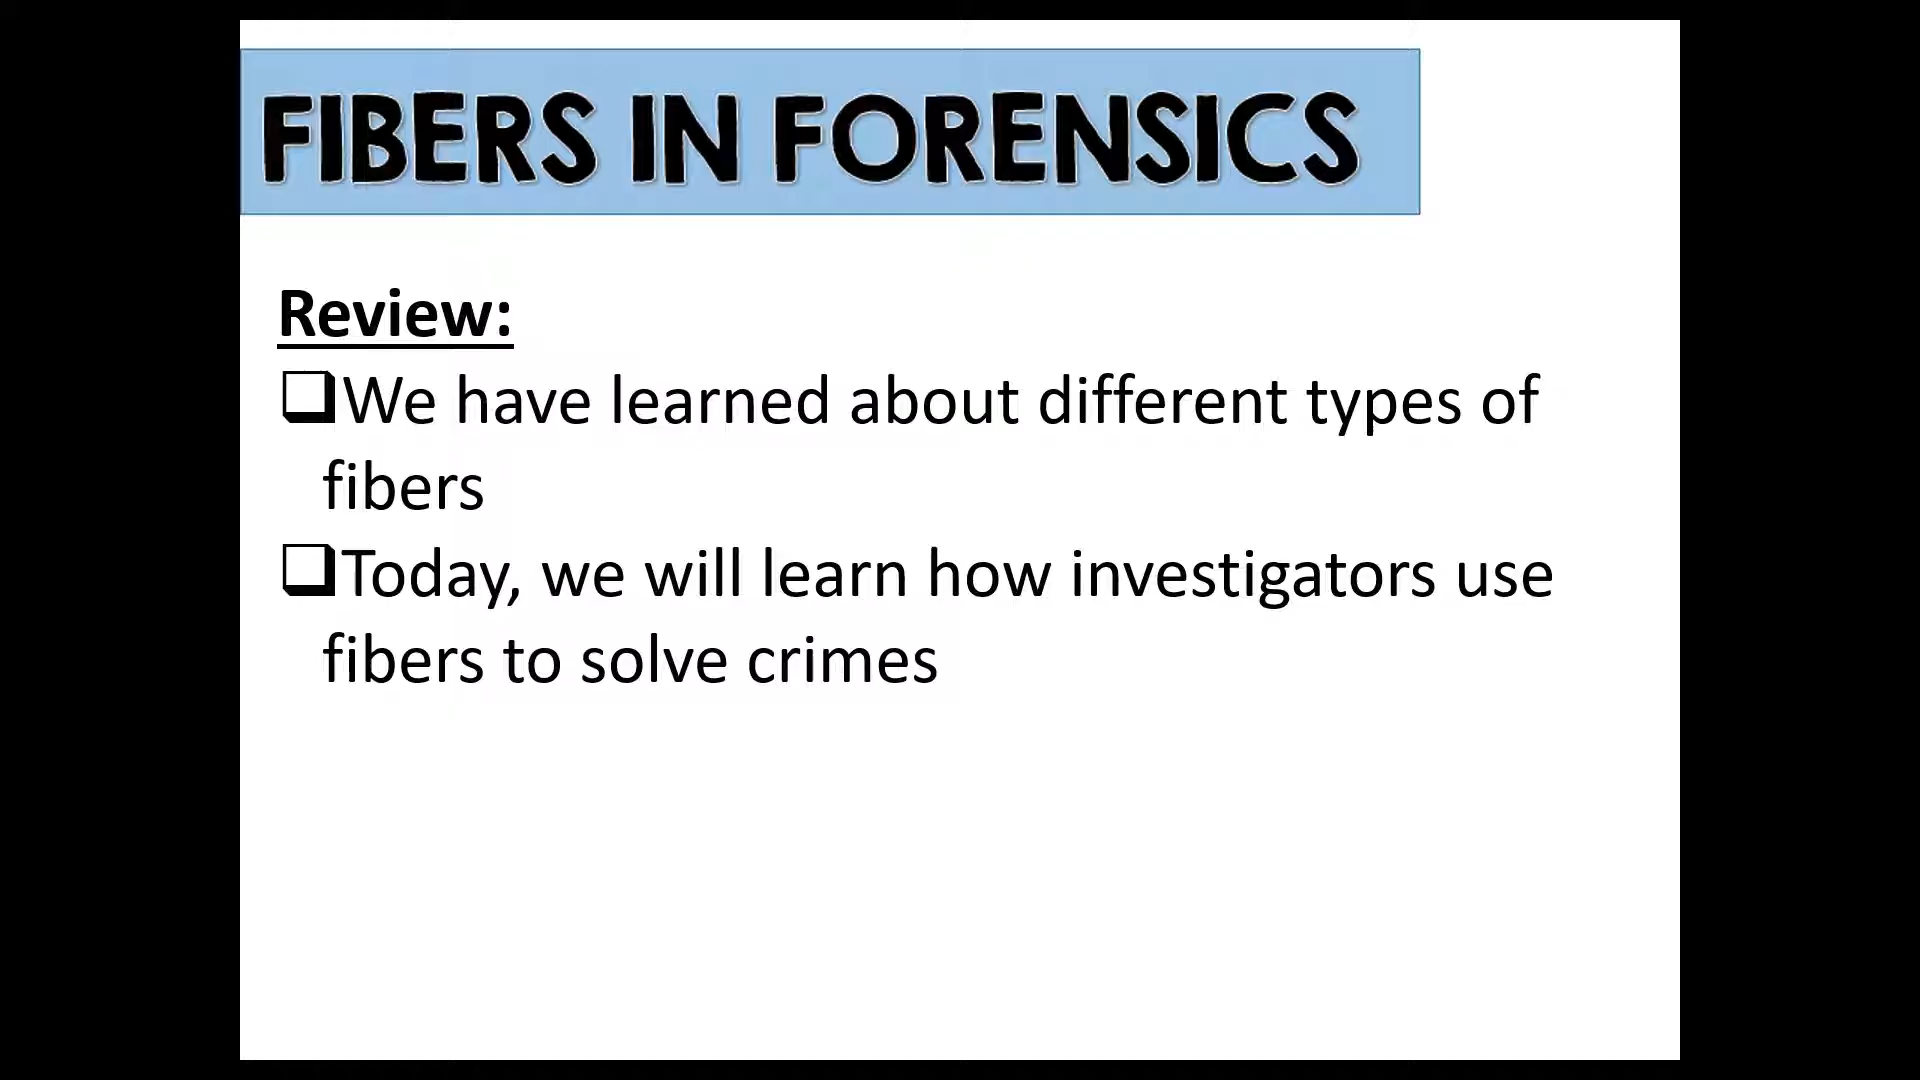 FIBERS IN FORENSICS
Review:
❑We have learned about different types of
fibers
❑Today, we will learn how investigators use
fibers to solve crimes